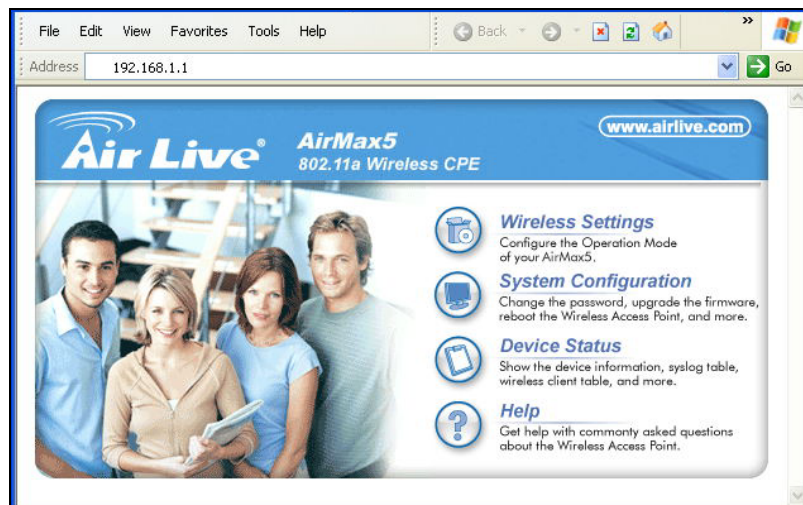 File Edit View Favorites Tools Help Back »
Address 192.168.1.1 Go
Air Live® AirMax5 www.airlive.com
802.11a Wireless CPE
Wireless Settings
Configure the Operation Mode
of your AirMax5.
System Configuration
Change the password, upgrade the firmware,
reboot the Wireless Access Point, and more.
Device Status
Show the device information, syslog table,
wireless client table, and more.
Help
Get help with commonty asked questions
about the Wireless Access Point.